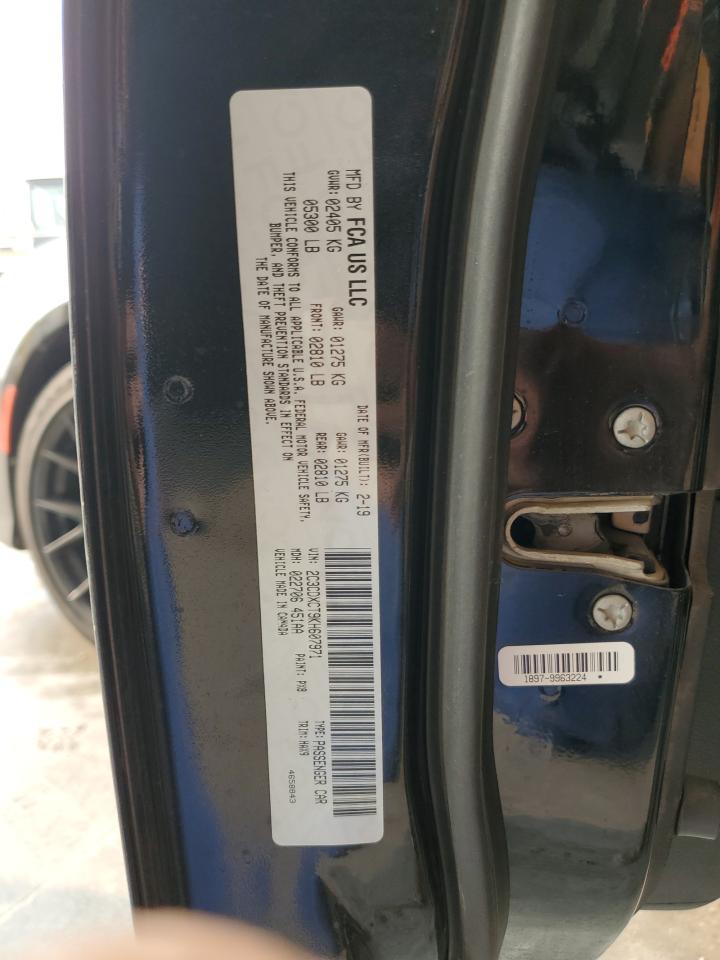 MFD BY FCA US LLC
DATE OF MFR(BUILT): 2-19
GVWR: 02405 KG
GAWR: 01275 KG
GAWR: 01275 KG
05300 LB
FRONT: 02810 LB
REAR: 02810 LB
THIS VEHICLE CONFORMS TO ALL APPLICABLE U.S.A. FEDERAL MOTOR VEHICLE SAFETY,
BUMPER, AND THEFT PREVENTION STANDARDS IN EFFECT ON
THE DATE OF MANUFACTURE SHOWN ABOVE.
VIN: 2C3CDXCT9KH607971
TYPE: PASSENGER CAR
MDH: 022706 451AA
PAINT: PX8
TRIM: HAX9
VEHICLE MADE IN CANADA
4658843
1897-9963224